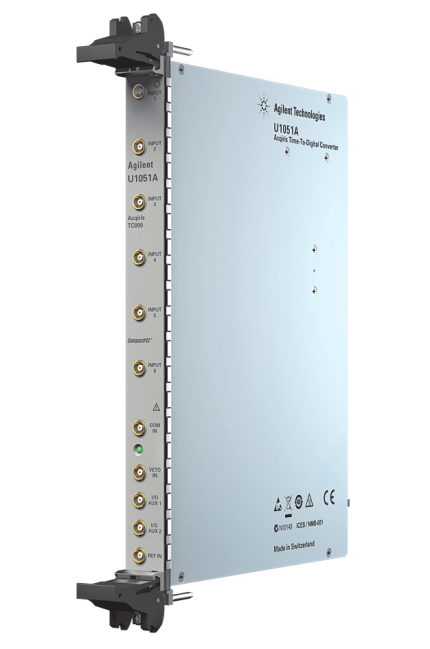 INPUT
1
INPUT
2
Agilent
U1051A
INPUT
3
Acqiris
TC890
INPUT
4
INPUT
5
CompactPCI™
INPUT
6
COM
IN
VETO
IN
I/O
AUX 1
I/O
AUX 2
REF IN
Agilent Technologies
U1051A
Acqiris Time-To-Digital Converter
CE
N10149 ICES / NMB-001
Made in Switzerland